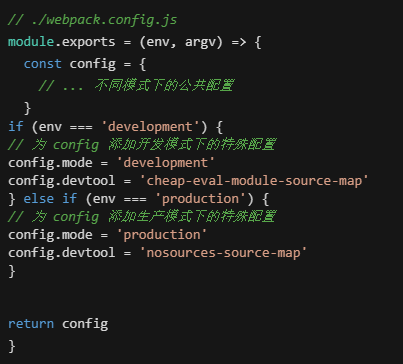 // ./webpack.config.js
module.exports = (env, argv) => {
  const config = {
    // ... 不同模式下的公共配置
  }
if (env === 'development') {
// 为 config 添加开发模式下的特殊配置
config.mode = 'development'
config.devtool = 'cheap-eval-module-source-map'
} else if (env === 'production') {
// 为 config 添加生产模式下的特殊配置
config.mode = 'production'
config.devtool = 'nosources-source-map'
}
return config
}